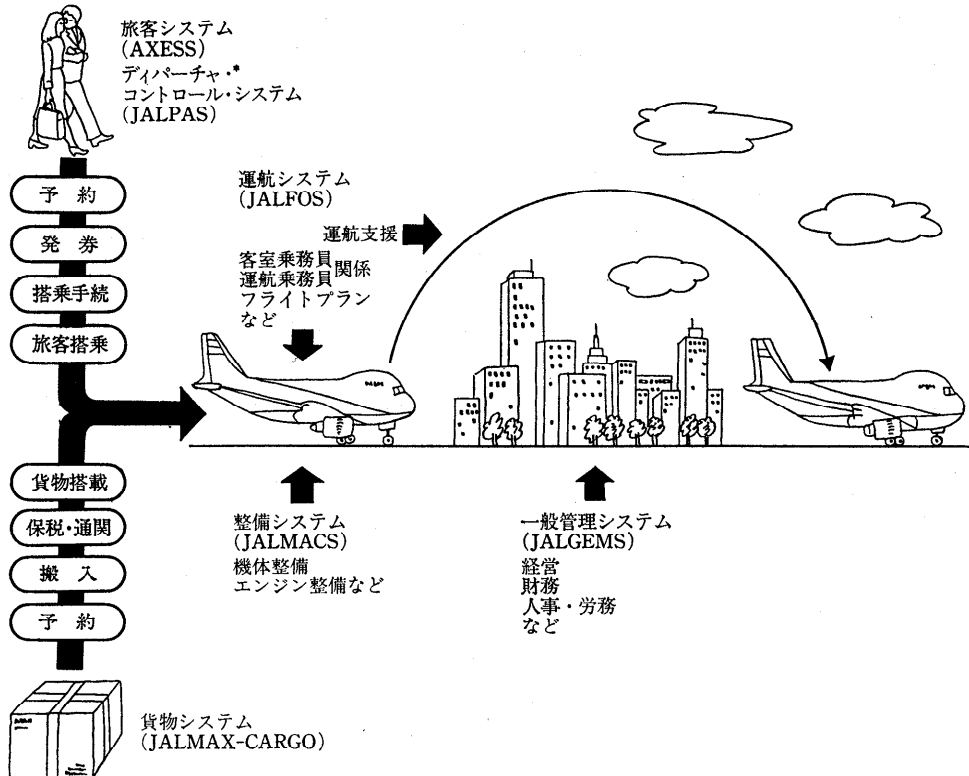 旅客システム
(AXESS)
ディパーチャ・*
コントロール・システム
(JALPAS)
予約
発券
搭乗手続
旅客搭乗
運航システム
(JALFOS)
運航支援
客室乗務員
運航乗務員
関係
フライトプラン
など
貨物搭載
保税・通関
搬入
予約
整備システム
(JALMACS)
機体整備
エンジン整備など
一般管理システム
(JALGEMS)
経営
財務
人事・労務
など
貨物システム
(JALMAX-CARGO)